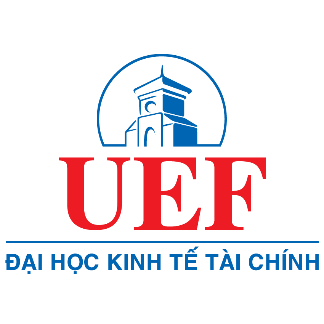 UEF
ĐẠI HỌC KINH TẾ TÀI CHÍNH